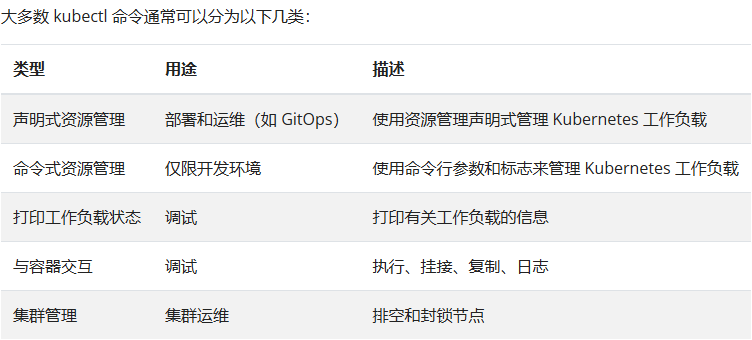 大多数 kubectl 命令通常可以分为以下几类：
类型 用途 描述
声明式资源管理 部署和运维（如 GitOps） 使用资源管理声明式管理 Kubernetes 工作负载
命令式资源管理 仅限开发环境 使用命令行参数和标志来管理 Kubernetes 工作负载
打印工作负载状态 调试 打印有关工作负载的信息
与容器交互 调试 执行、挂接、复制、日志
集群管理 集群运维 排空和封锁节点